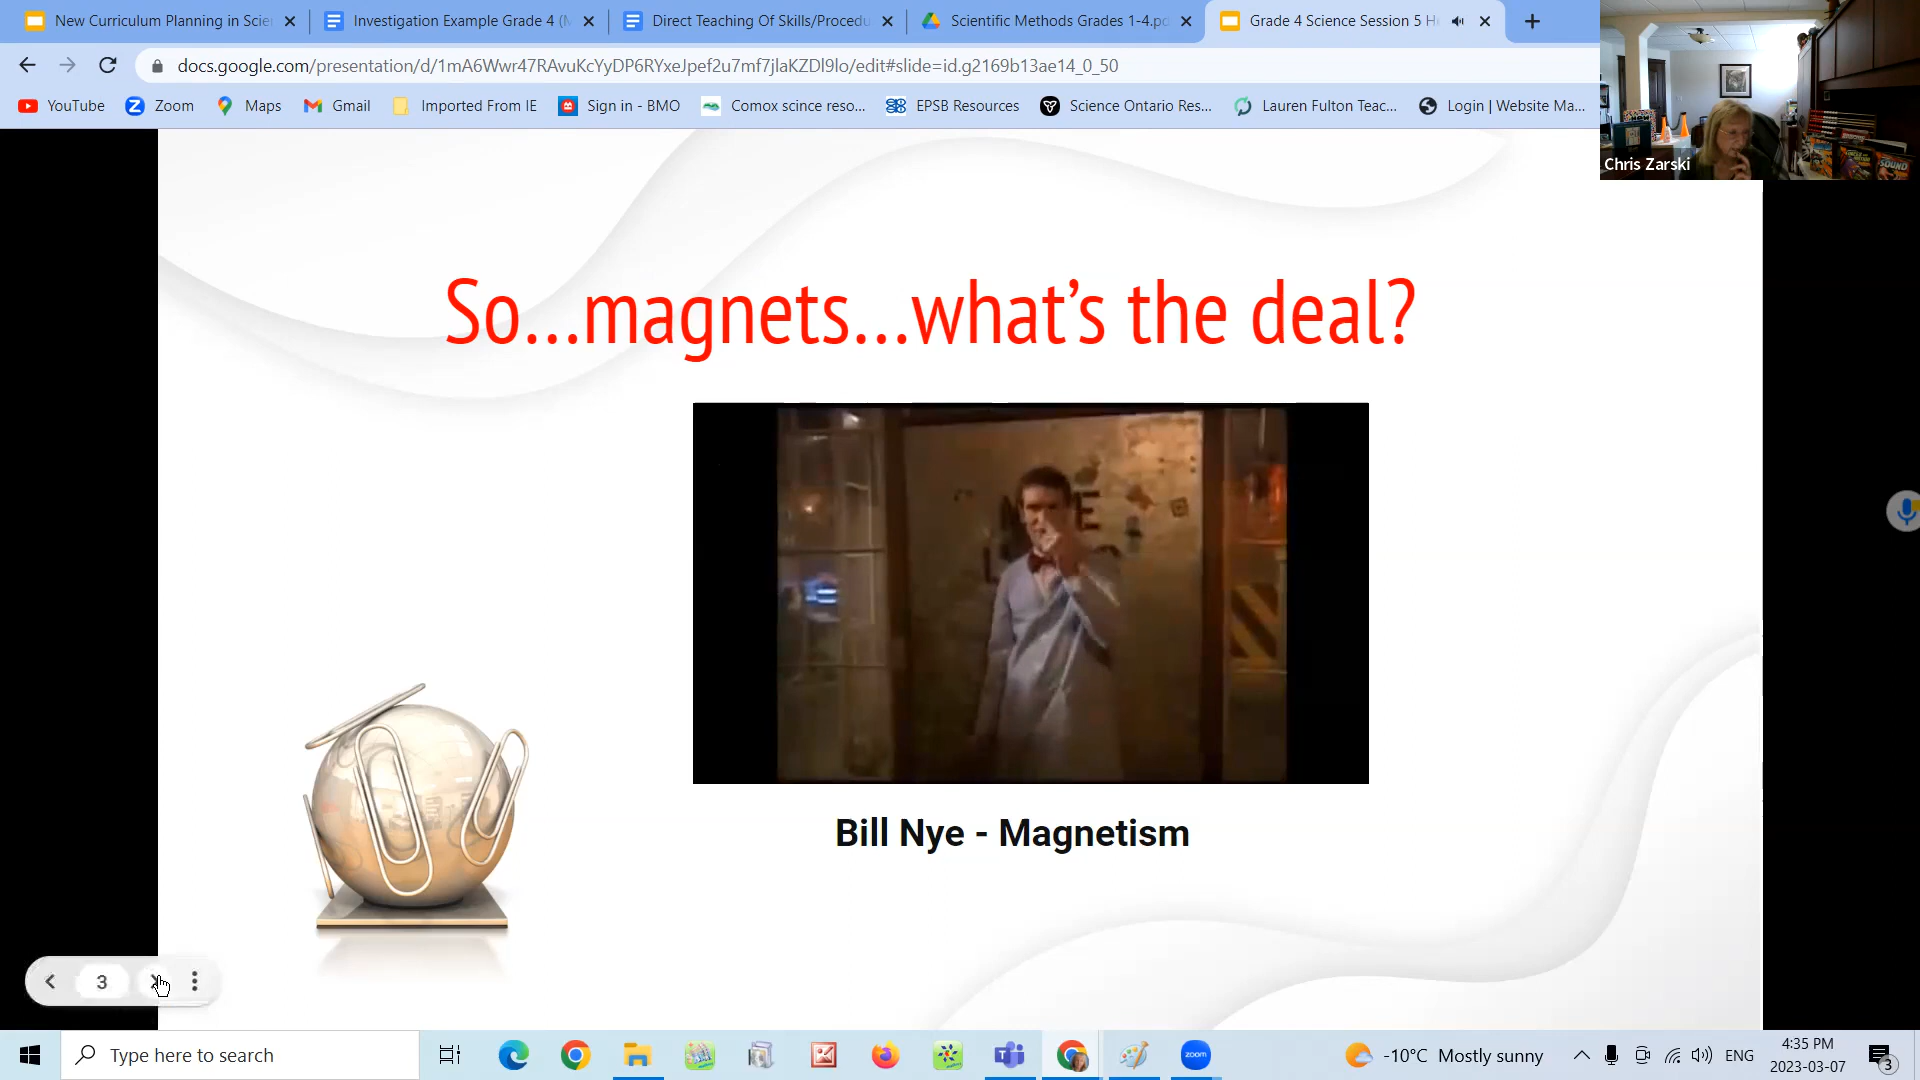 New Curriculum Planning in Scie
Investigation Example Grade 4 (M
Direct Teaching Of Skills/Procedu
Scientific Methods Grades 1-4.pd
Grade 4 Science Session 5 H
docs.google.com/presentation/d/1mA6Wwr47RAvuKcYyDP6RYxeJpef2u7mf7jlaKZDl9lo/edit#slide=id.g2169b13ae14_0_50
YouTube
Zoom
Maps
Gmail
Imported From IE
Sign in - BMO
Comox scince reso...
EPSB Resources
Science Ontario Res...
Lauren Fulton Teac...
Login | Website Ma...
SOUND
Chris Zarski
So...magnets...what's the deal?
Bill Nye - Magnetism
3
Type here to search
zoom
-10°C Mostly sunny
ENG
4:35 PM
2023-03-07
3